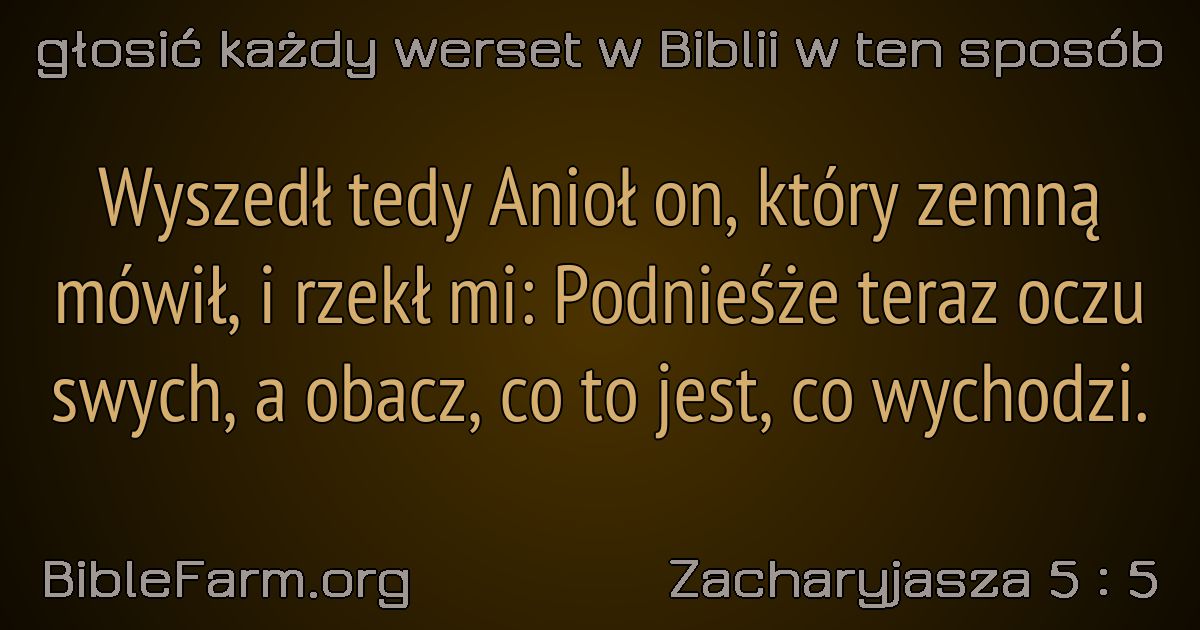 głosić każdy werset w Biblii w ten sposób
Wyszedł tedy Anioł on, który zemną
mówił, i rzekł mi: Podnieśże teraz oczu
swych, a obacz, co to jest, co wychodzi.
BibleFarm.org
Zacharyjasza 5 : 5